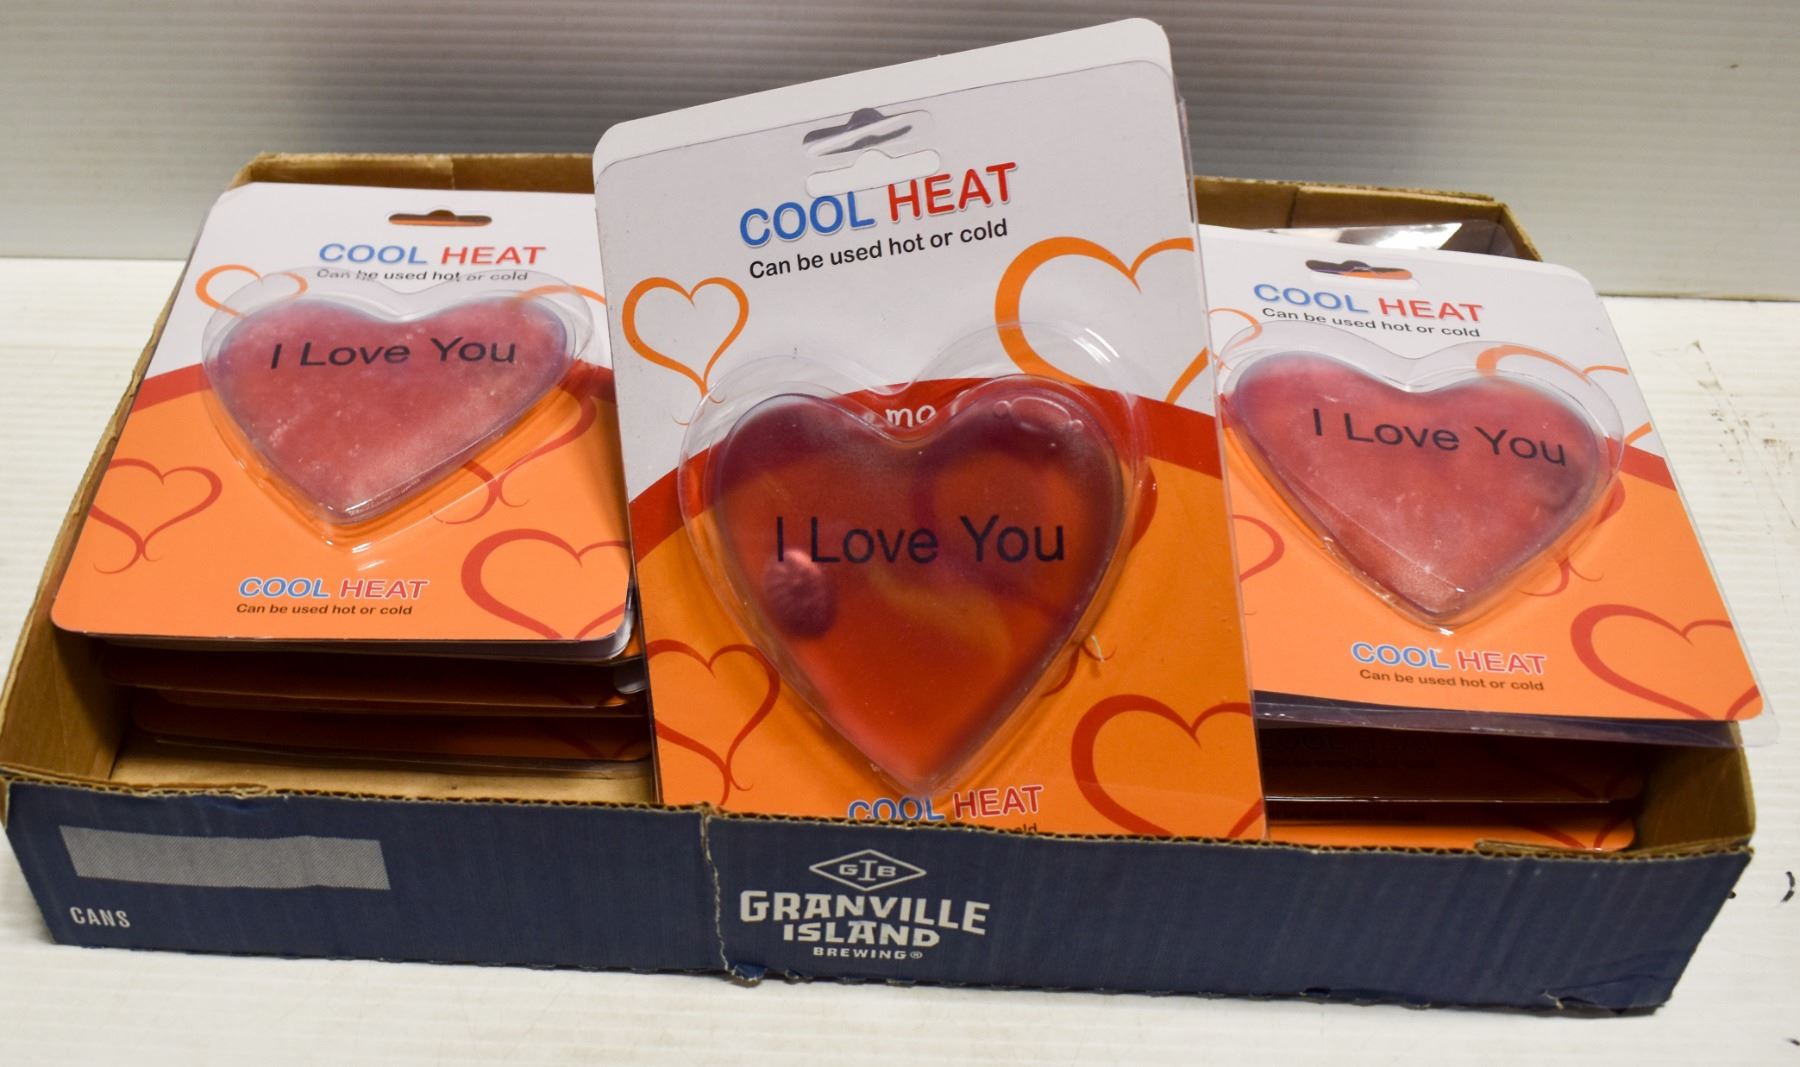 COOL HEAT
Can be used hot or cold
I Love You
COOL HEAT
Can be used hot or cold
COOL HEAT
Can be used hot or cold
I Love You
COOL HEAT
COOL HEAT
Can be used hot or cold
I Love You
COOL HEAT
Can be used hot or cold
CANS
GIB
GRANVILLE
ISLAND
BREWING®